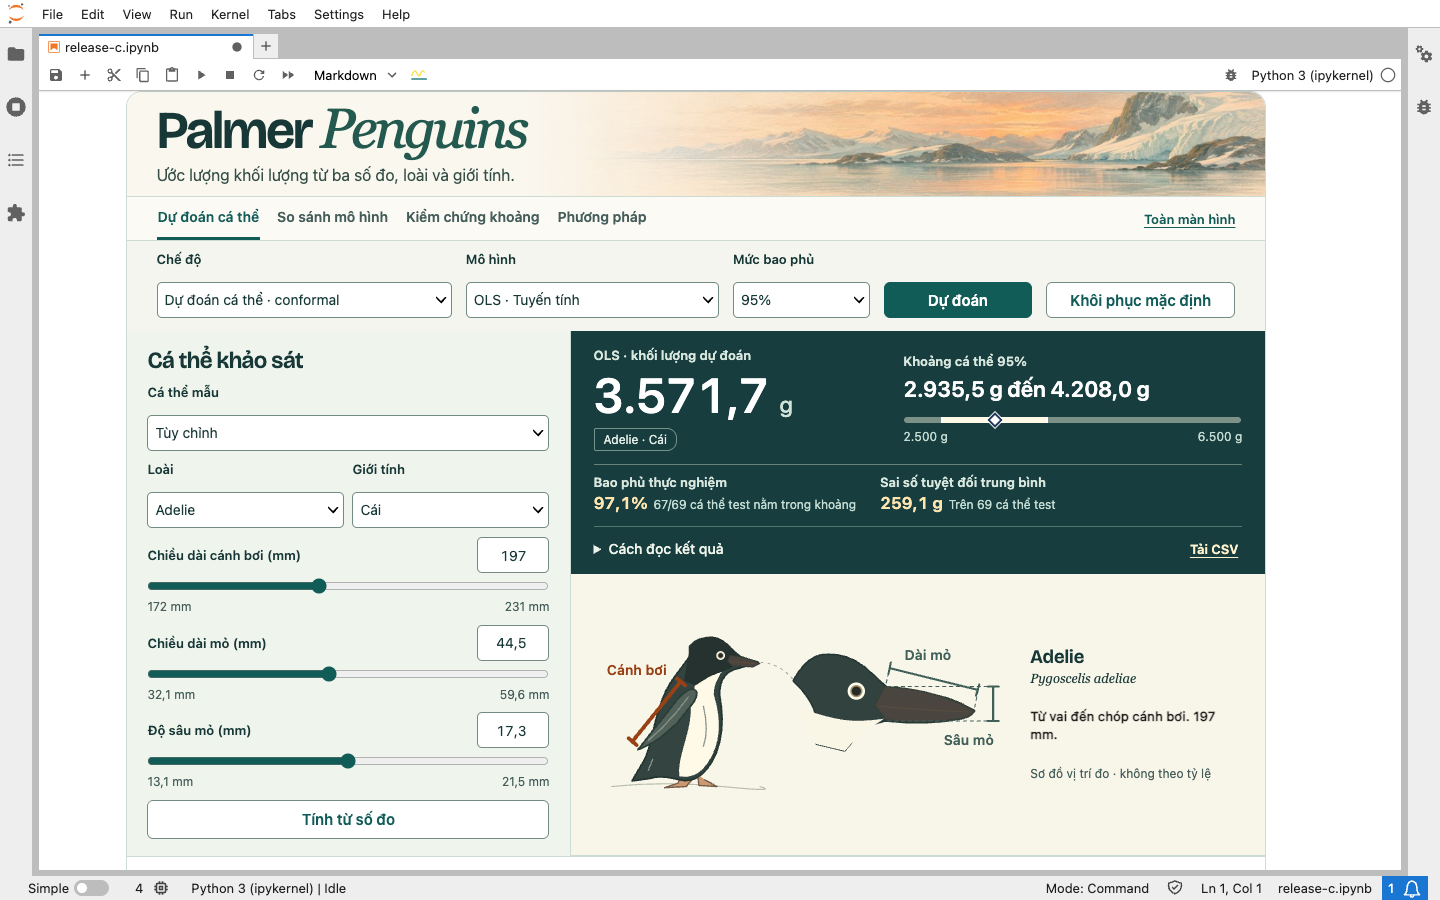 File Edit View Run Kernel Tabs Settings Help
release-c.ipynb
Markdown
Python 3 (ipykernel)
Palmer Penguins
Ước lượng khối lượng từ ba số đo, loài và giới tính.
Dự đoán cá thể So sánh mô hình Kiểm chứng khoảng Phương pháp
Toàn màn hình
Chế độ Mô hình Mức bao phủ
Dự đoán cá thể · conformal OLS · Tuyến tính 95% Dự đoán Khôi phục mặc định
Cá thể khảo sát
Cá thể mẫu
Tùy chỉnh
Loài Giới tính
Adelie Cái
Chiều dài cánh bơi (mm) 197
172 mm 231 mm
Chiều dài mỏ (mm) 44,5
32,1 mm 59,6 mm
Độ sâu mỏ (mm) 17,3
13,1 mm 21,5 mm
Tính từ số đo
OLS · khối lượng dự đoán
3.571,7 g
Adelie · Cái
Khoảng cá thể 95%
2.935,5 g đến 4.208,0 g
2.500 g 6.500 g
Bao phủ thực nghiệm
97,1% 67/69 cá thể test nằm trong khoảng
Sai số tuyệt đối trung bình
259,1 g Trên 69 cá thể test
Cách đọc kết quả
Tải CSV
Cánh bơi
Dài mỏ
Sâu mỏ
Adelie
Pygoscelis adeliae
Từ vai đến chóp cánh bơi. 197
mm.
Sơ đồ vị trí đo · không theo tỷ lệ
Simple 4 Python 3 (ipykernel) | Idle Mode: Command Ln 1, Col 1 release-c.ipynb 1